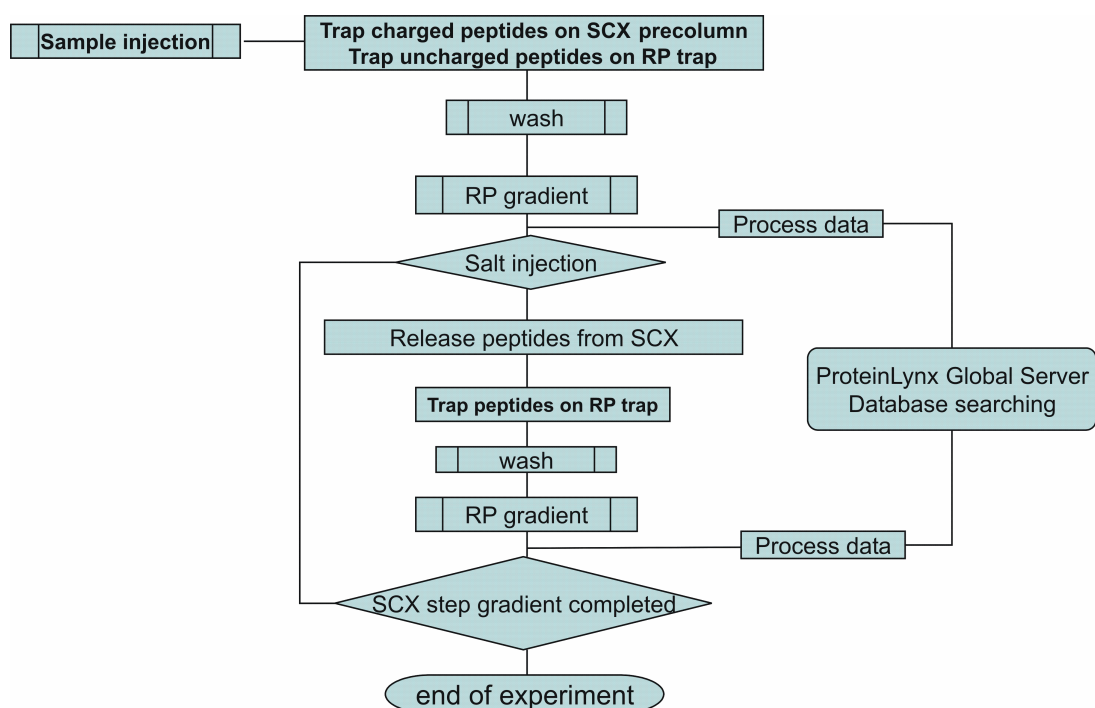 Sample injection
Trap charged peptides on SCX precolumn
Trap uncharged peptides on RP trap
wash
RP gradient
Process data
Salt injection
Release peptides from SCX
ProteinLynx Global Server
Database searching
Trap peptides on RP trap
wash
RP gradient
Process data
SCX step gradient completed
end of experiment